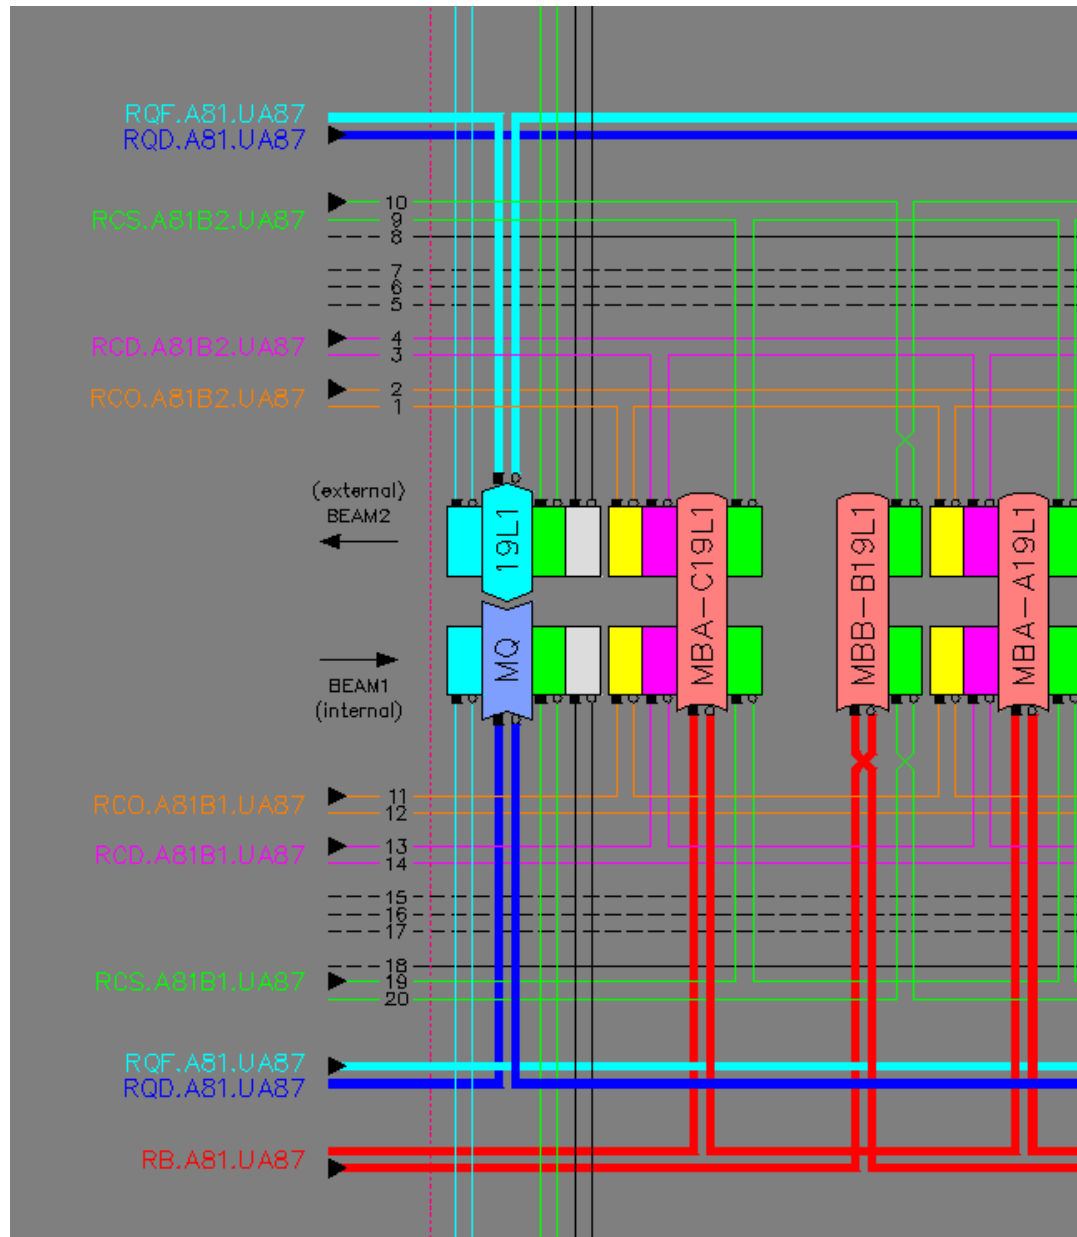 RQF.A81.UA87
RQD.A81.UA87
10
RCS.A81B2.UA87
9
8
7
6
5
4
RCD.A81B2.UA87
3
2
RCO.A81B2.UA87
1
(external)
BEAM2
19L1
MQ
MBA-C19L1
MBB-B19L1
MBA-A19L1
BEAM1
(internal)
11
RCO.A81B1.UA87
12
13
RCD.A81B1.UA87
14
15
16
17
18
RCS.A81B1.UA87
19
20
RQF.A81.UA87
RQD.A81.UA87
RB.A81.UA87